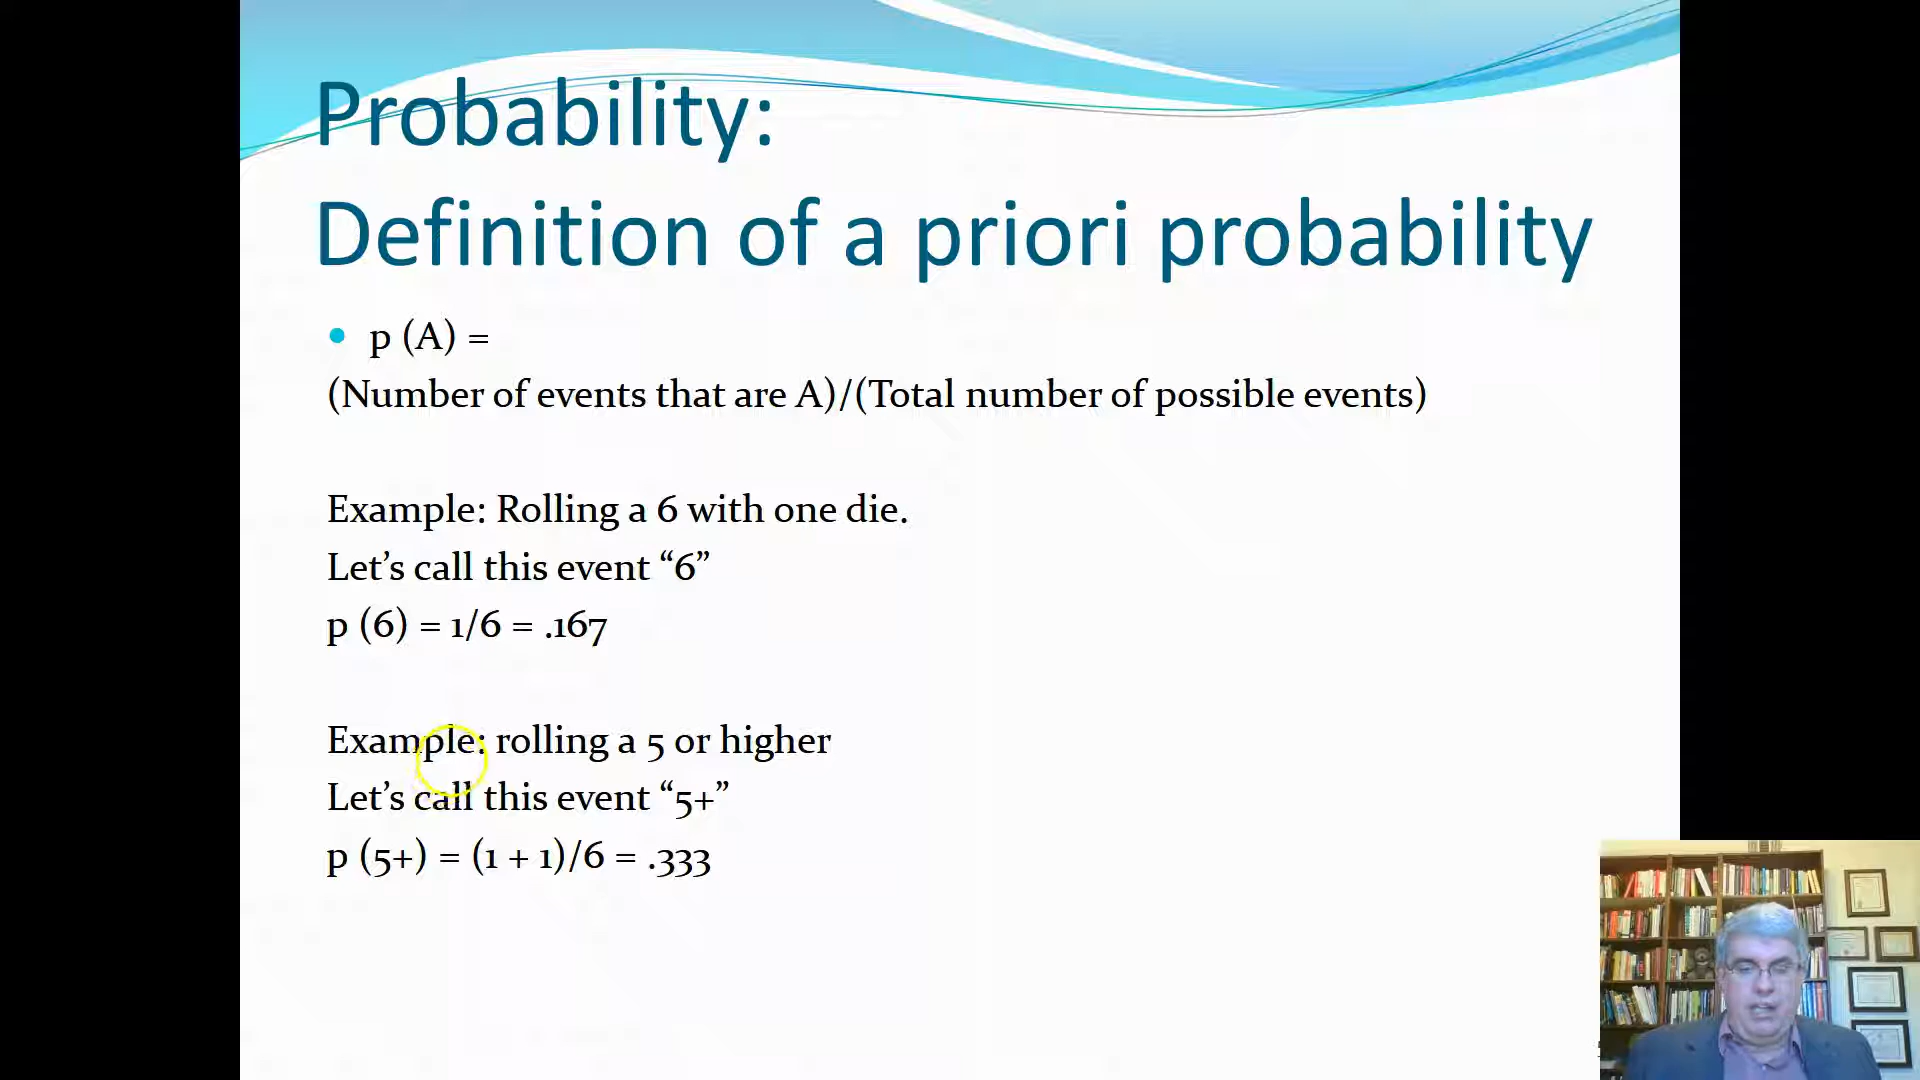 Probability:
Definition of a priori probability
• p (A) =
(Number of events that are A)/(Total number of possible events)
Example: Rolling a 6 with one die.
Let’s call this event “6”
p (6) = 1/6 = .167
Example: rolling a 5 or higher
Let’s call this event “5+”
p (5+) = (1 + 1)/6 = .333